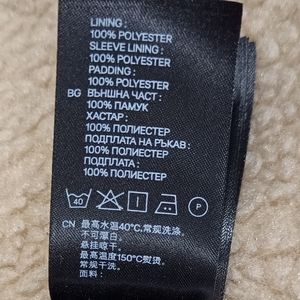 LINING :
100% POLYESTER
SLEEVE LINING :
100% POLYESTER
PADDING :
100% POLYESTER
BG ВЪНШНА ЧАСТ :
100% ПАМУК
ХАСТАР :
100% ПОЛИЕСТЕР
ПОДПЛАТА НА РЪКАВ :
100% ПОЛИЕСТЕР
ПОДПЛАТА :
100% ПОЛИЕСТЕР
40 P
CN 最高水温40°C, 常规洗涤.
不可漂白.
悬挂晾干.
最高温度150°C熨烫.
常规干洗.
面料 :